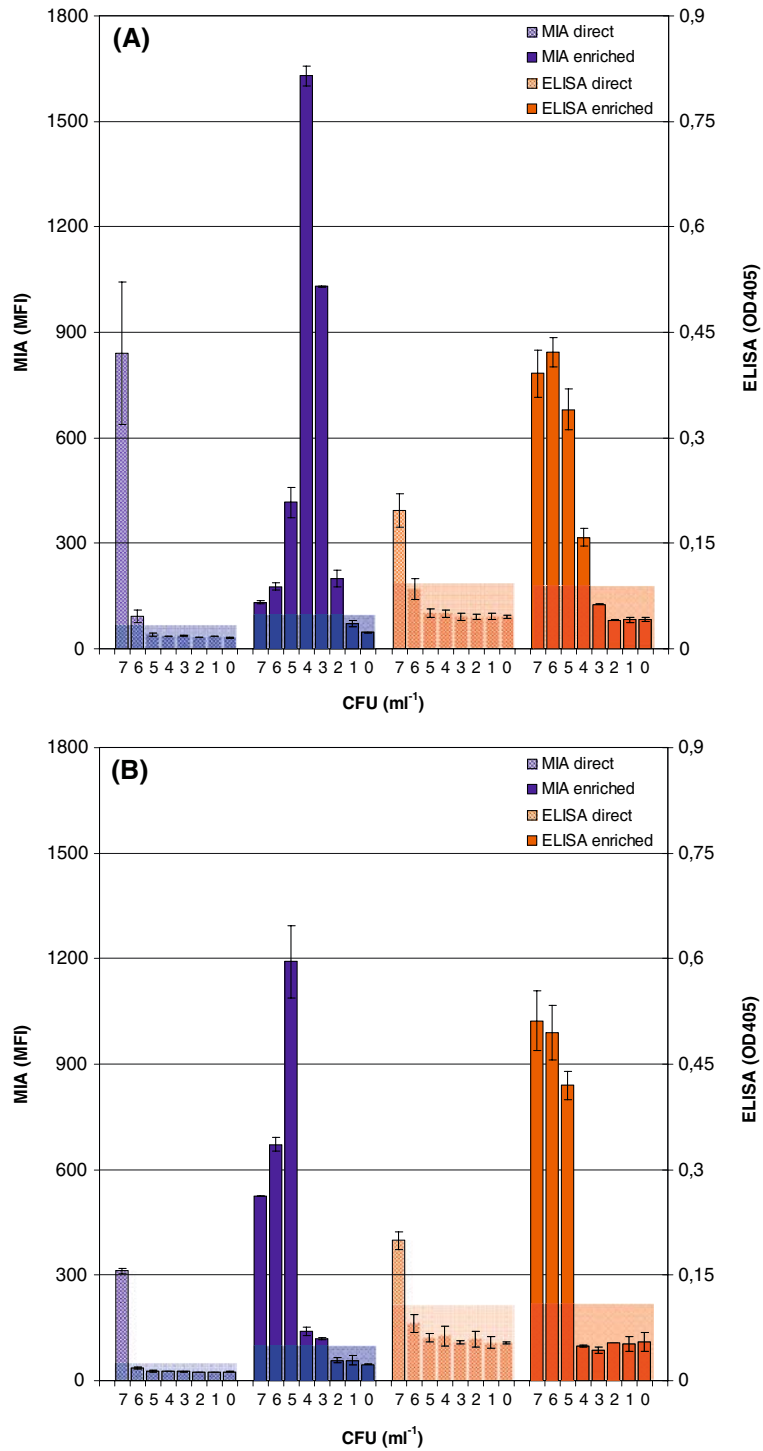 (A)
MIA direct
MIA enriched
ELISA direct
ELISA enriched
1800
1500
1200
900
600
300
0
MIA (MFI)
0,9
0,75
0,6
0,45
0,3
0,15
0
ELISA (OD405)
7 6 5 4 3 2 1 0 7 6 5 4 3 2 1 0 7 6 5 4 3 2 1 0 7 6 5 4 3 2 1 0
CFU (ml⁻¹)
(B)
MIA direct
MIA enriched
ELISA direct
ELISA enriched
1800
1500
1200
900
600
300
0
MIA (MFI)
0,9
0,75
0,6
0,45
0,3
0,15
0
ELISA (OD405)
7 6 5 4 3 2 1 0 7 6 5 4 3 2 1 0 7 6 5 4 3 2 1 0 7 6 5 4 3 2 1 0
CFU (ml⁻¹)